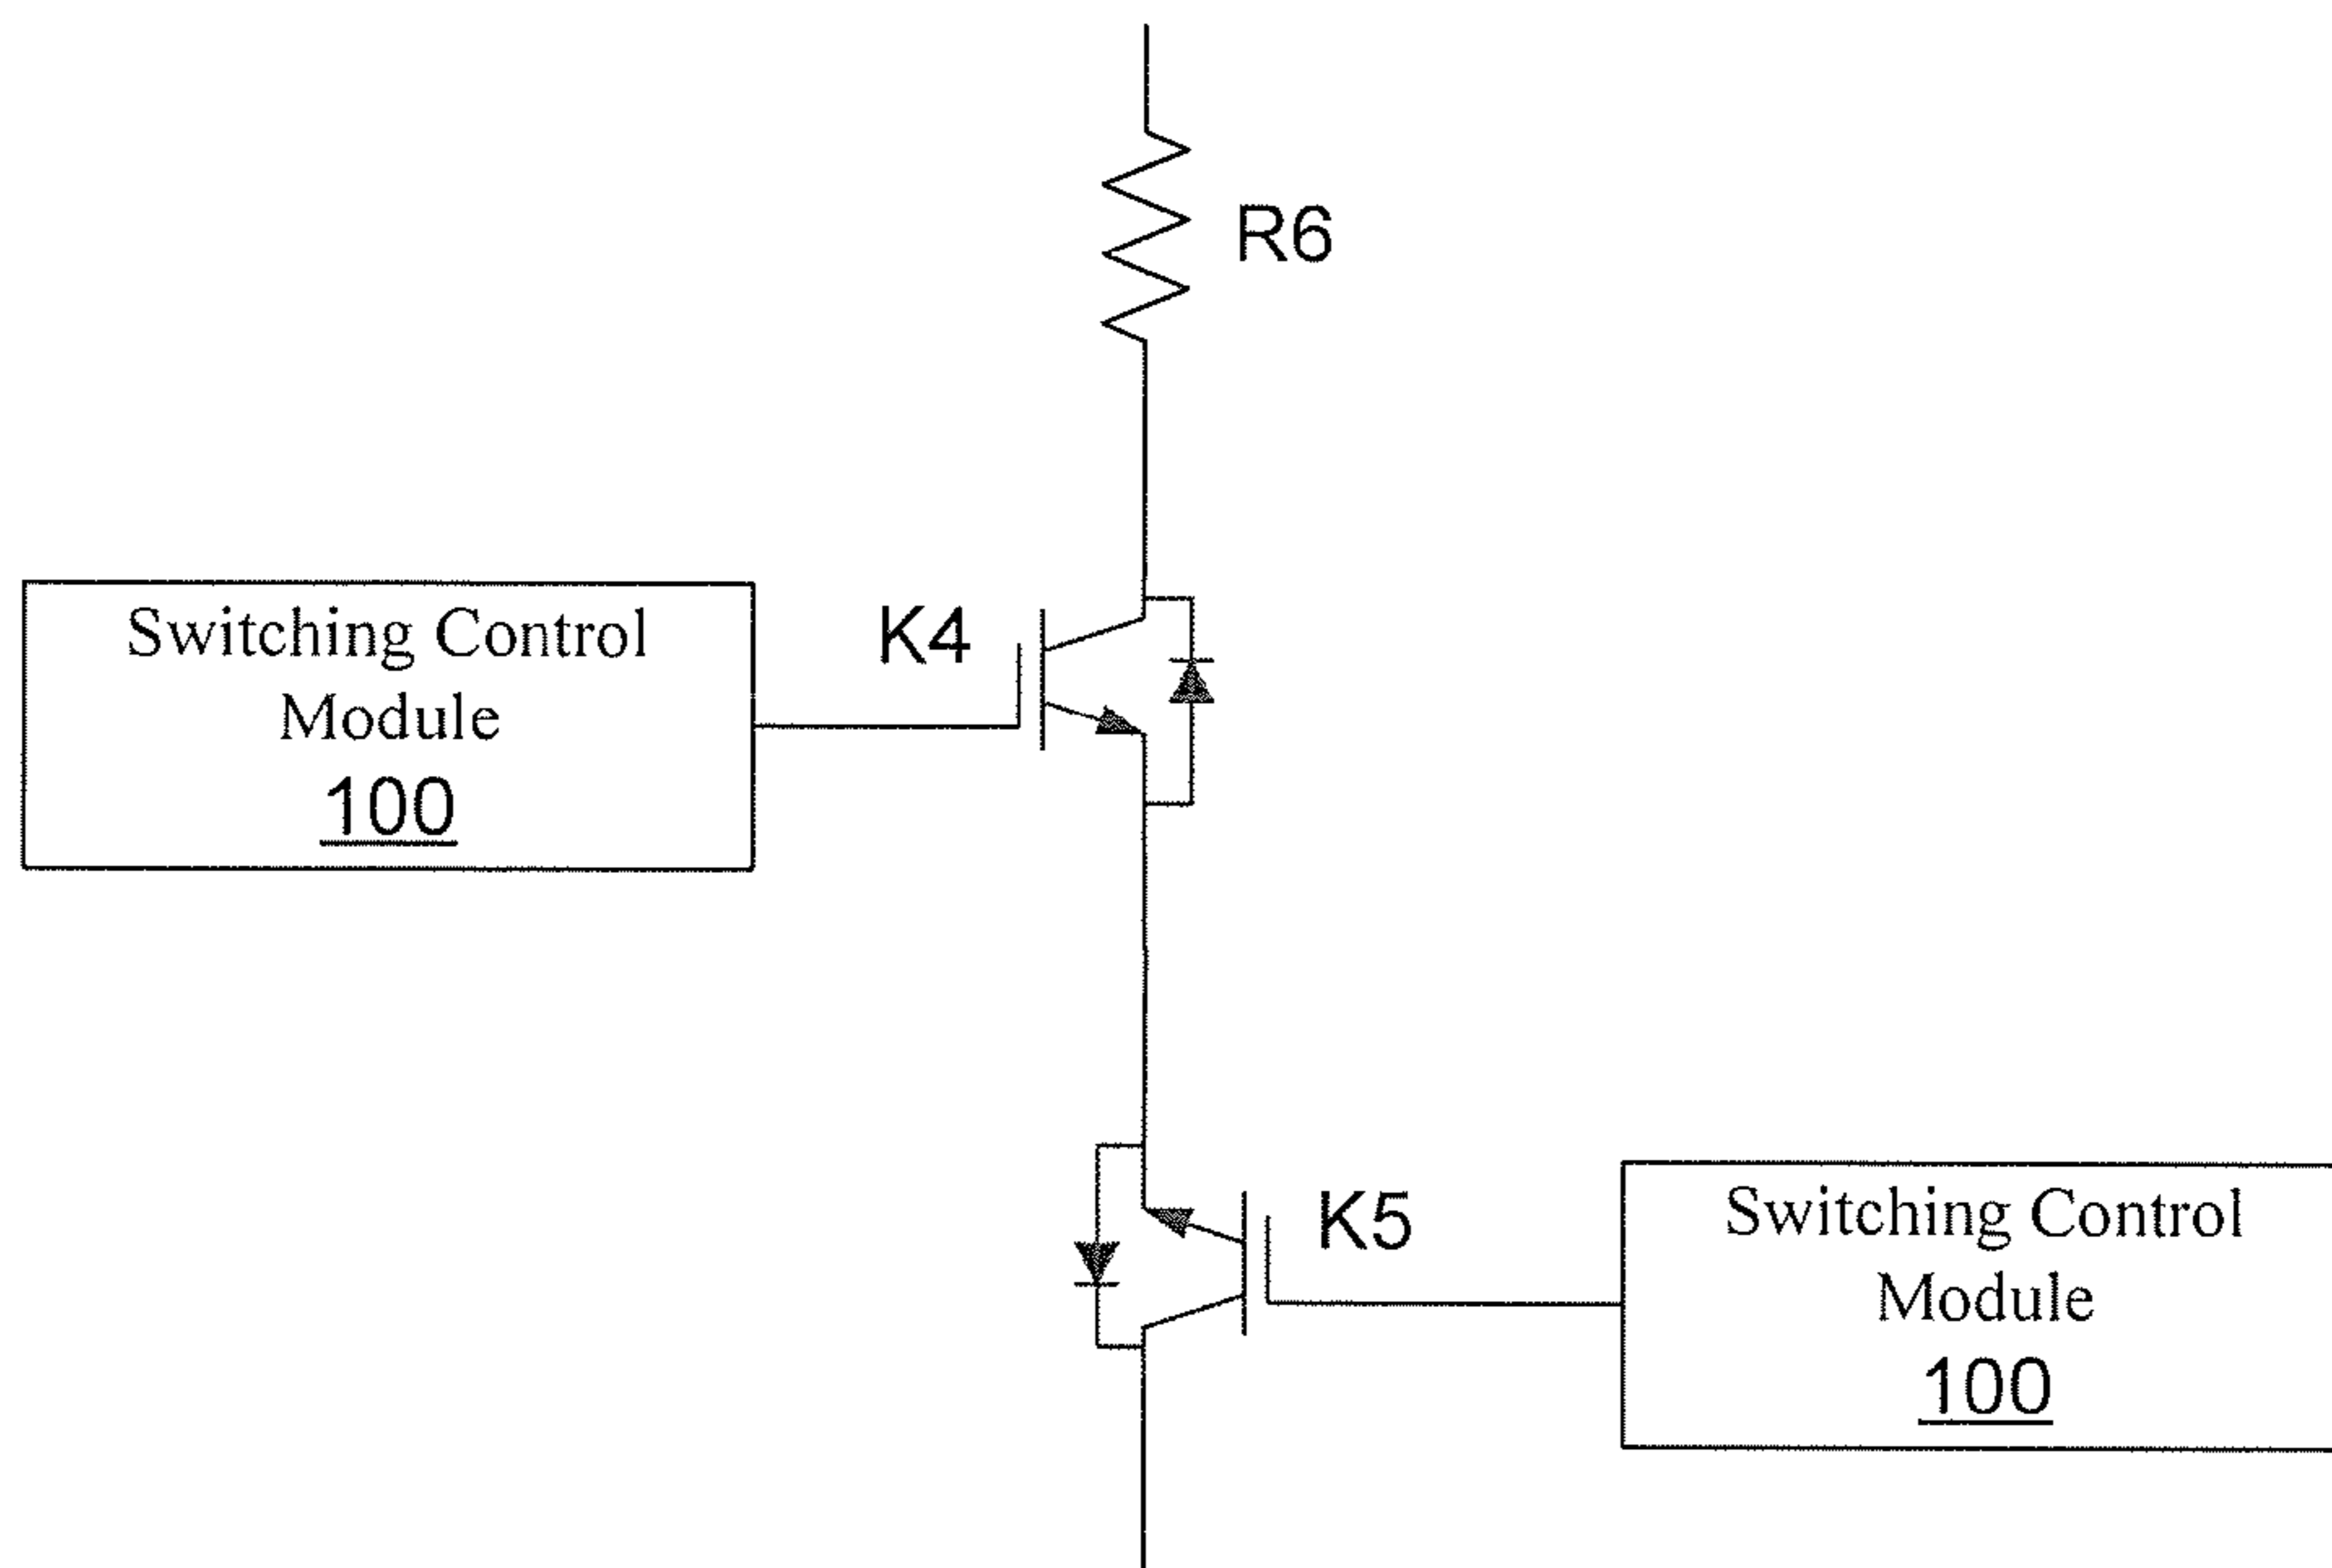 R6
Switching Control
Module
100
K4
K5
Switching Control
Module
100